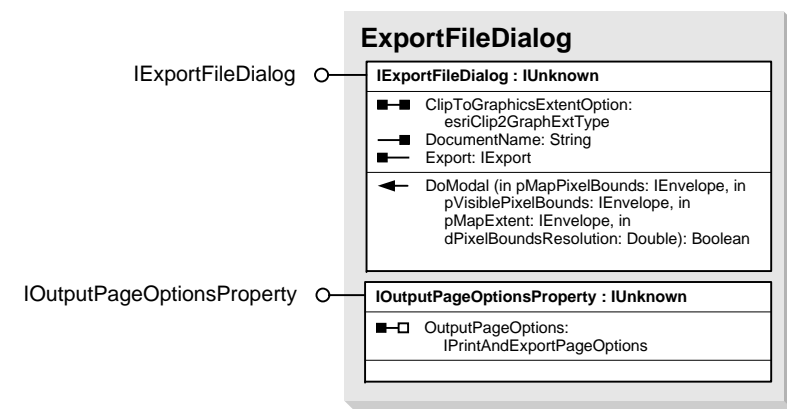 ExportFileDialog
IExportFileDialog
IExportFileDialog : IUnknown
ClipToGraphicsExtentOption:
esriClip2GraphExtType
DocumentName: String
Export: IExport
DoModal (in pMapPixelBounds: IEnvelope, in
pVisiblePixelBounds: IEnvelope, in
pMapExtent: IEnvelope, in
dPixelBoundsResolution: Double): Boolean
IOutputPageOptionsProperty
IOutputPageOptionsProperty : IUnknown
OutputPageOptions:
IPrintAndExportPageOptions